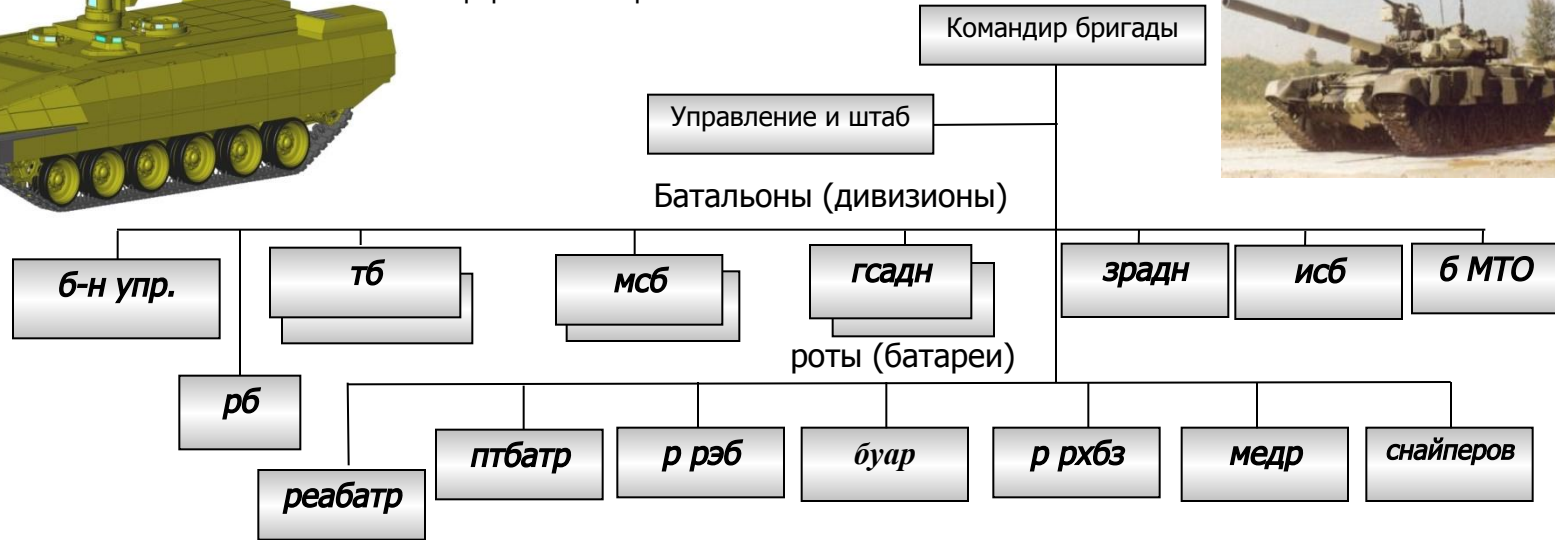 Командир бригады
Управление и штаб
Батальоны (дивизионы)
б-н упр.
тб
мсб
гсадн
зрадн
исб
б МТО
роты (батареи)
рб
реабатр
птбатр
р рэб
буар
р рхбз
медр
снайперов